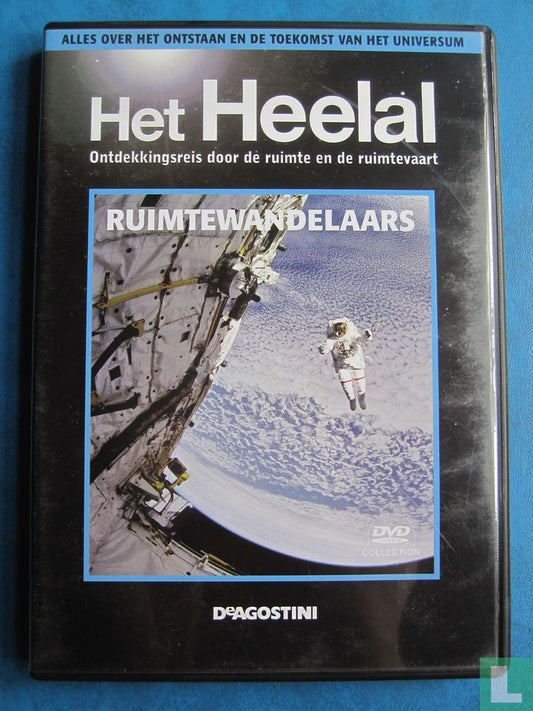 ALLES OVER HET ONTSTAAN EN DE TOEKOMST VAN HET UNIVERSUM
Het Heelal
Ontdekkingsreis door de ruimte en de ruimtevaart
RUIMTEWANDELAARS
DVD
VIDEO
COLLECTION
DeAGOSTINI
L